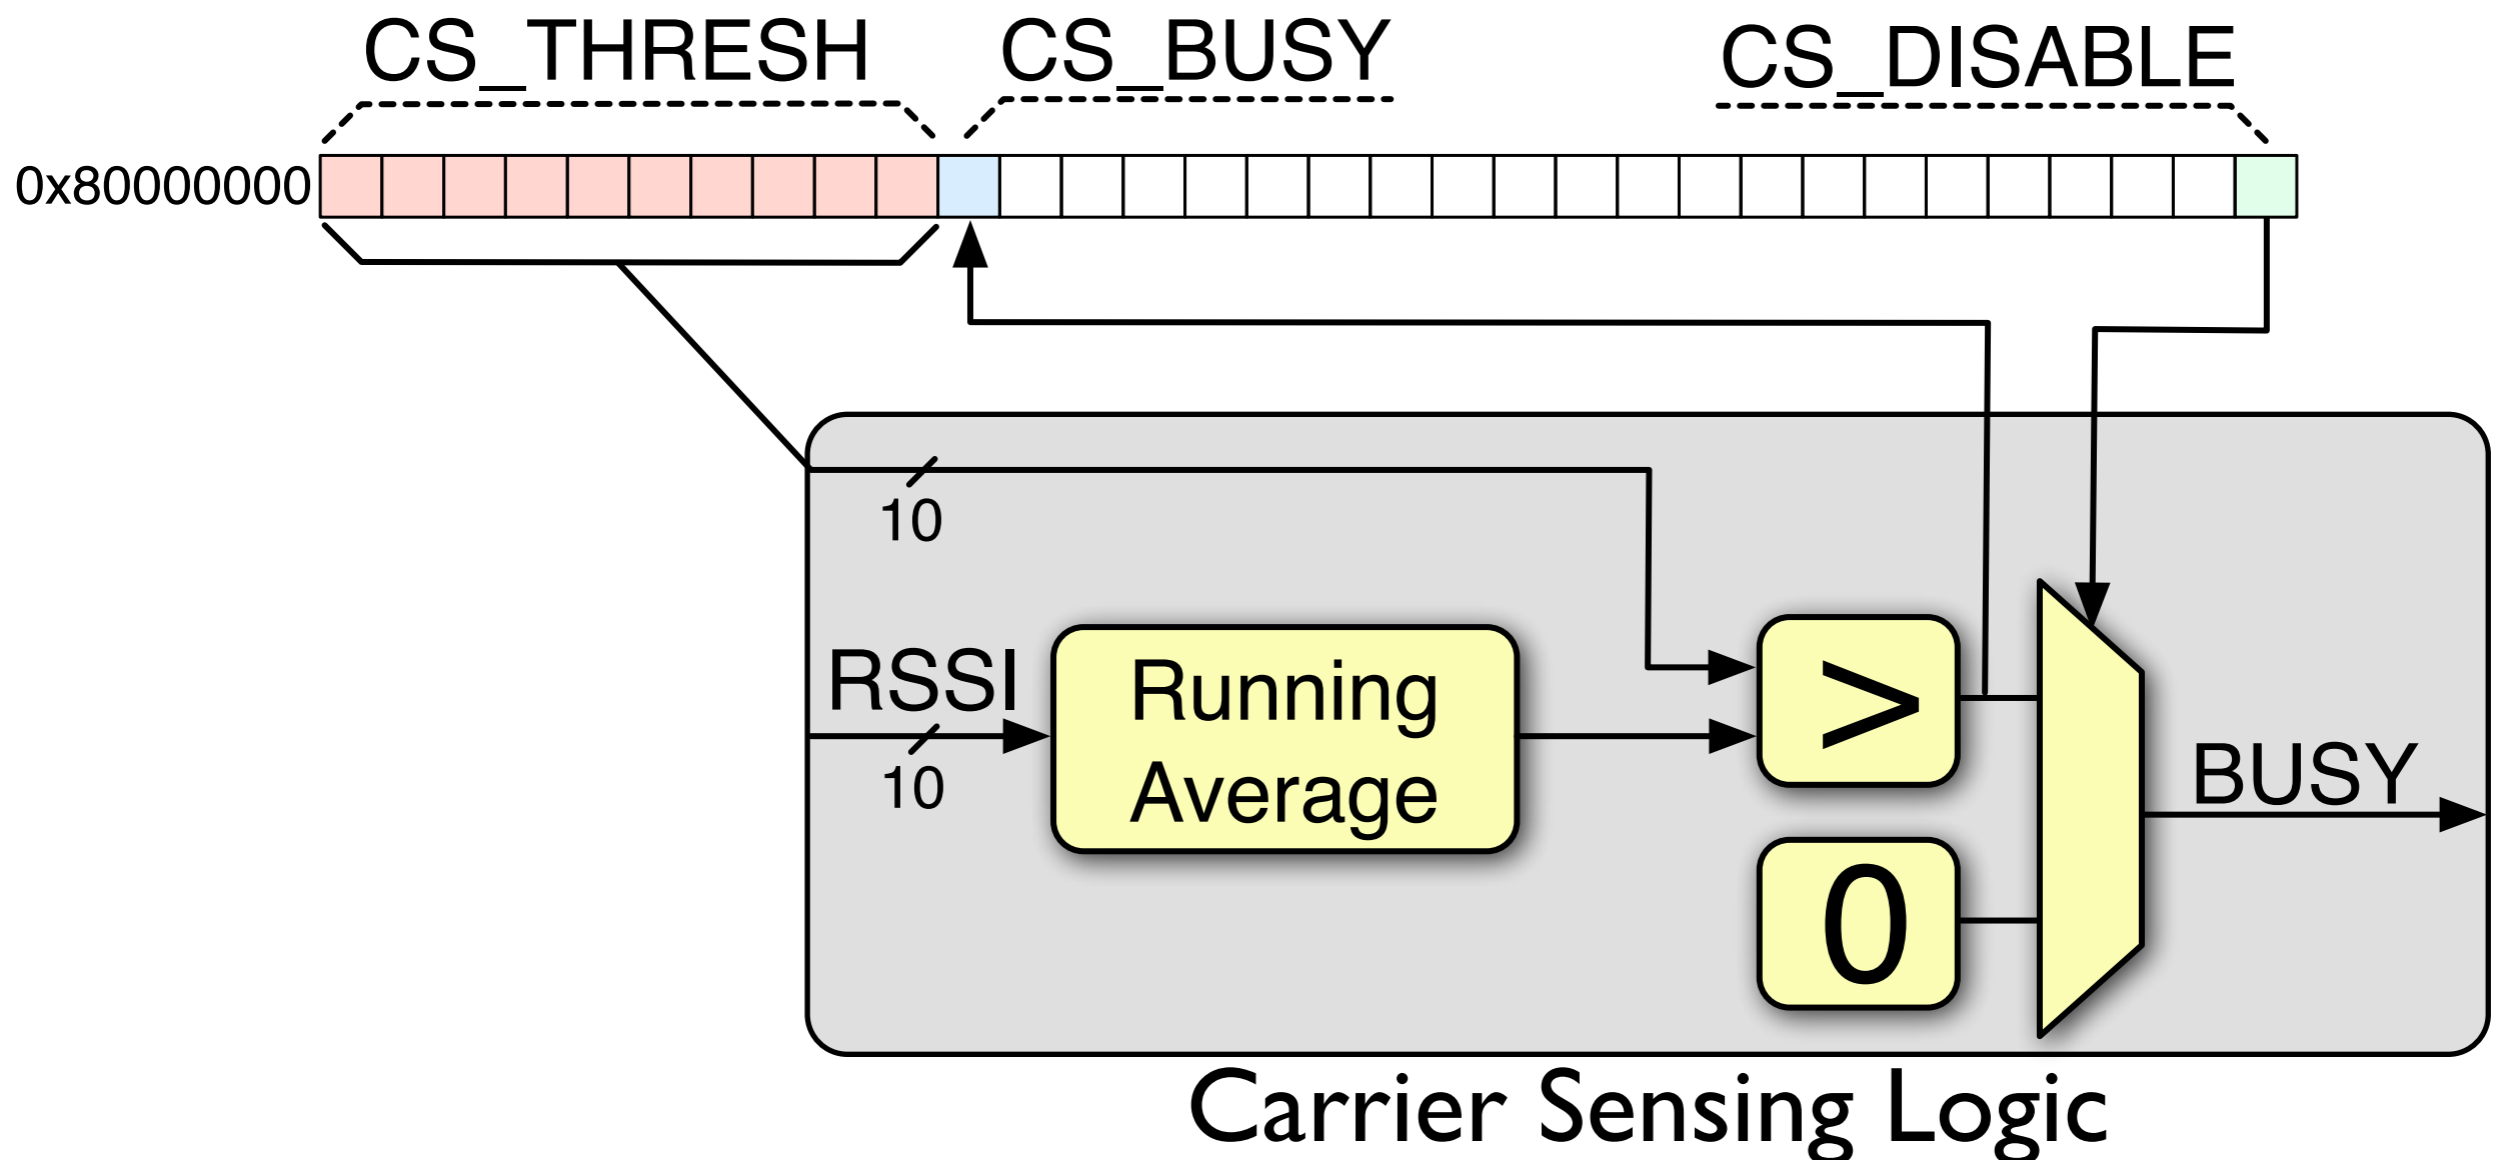 CS_THRESH
CS_BUSY
CS_DISABLE
0x80000000
10
RSSI
10
Running
Average
>
0
BUSY
Carrier Sensing Logic